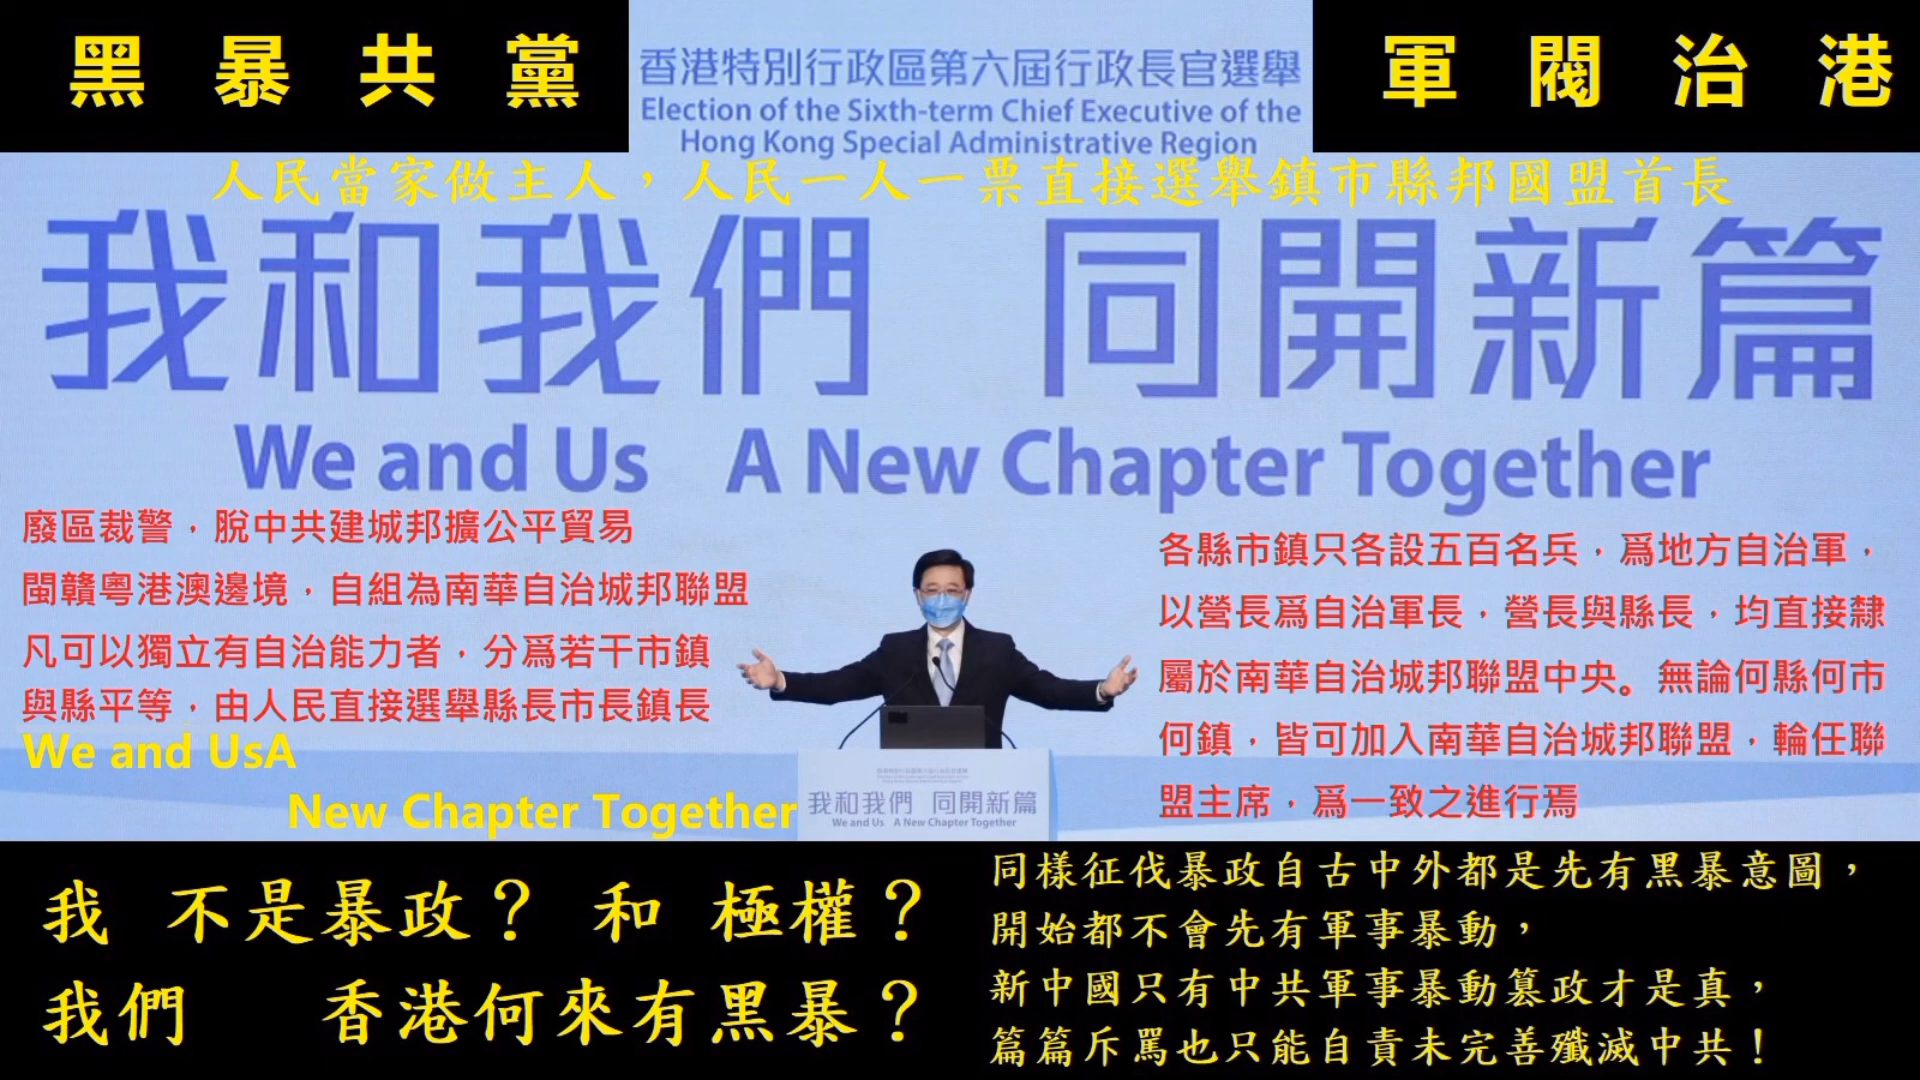 黑暴共黨
軍閥治港
香港特別行政區第六屆行政長官選舉
Election of the Sixth-term Chief Executive of the
Hong Kong Special Administrative Region
人民當家做主人，人民一人一票直接選舉鎮市縣邦國盟首長
我和我們 同開新篇
We and Us A New Chapter Together
廢區裁警，脫中共建城邦擴公平貿易
閩贛粵港澳邊境，自組為南華自治城邦聯盟
凡可以獨立有自治能力者，分爲若干市鎮
與縣平等，由人民直接選舉縣長市長鎮長
We and UsA
New Chapter Together
各縣市鎮只各設五百名兵，爲地方自治軍，
以營長爲自治軍長，營長與縣長，均直接隸
屬於南華自治城邦聯盟中央。無論何縣何市
何鎮，皆可加入南華自治城邦聯盟，輪任聯
盟主席，爲一致之進行焉
我和我們 同開新篇
We and Us A New Chapter Together
我 不是暴政？ 和 極權？
我們 香港何來有黑暴？
同樣征伐暴政自古中外都是先有黑暴意圖，
開始都不會先有軍事暴動，
新中國只有中共軍事暴動篡政才是真，
篇篇斥罵也只能自責未完善殲滅中共！